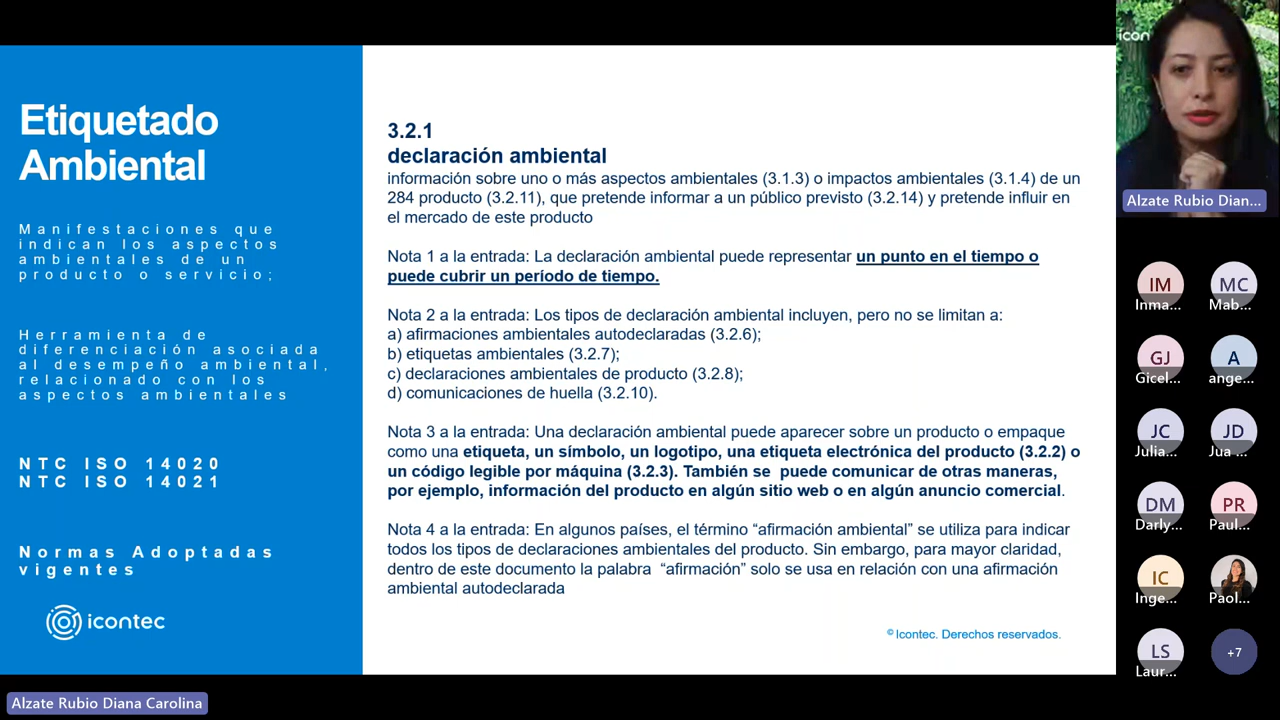 Etiquetado
Ambiental
Manifestaciones que
indican los aspectos
ambientales de un
producto o servicio;
Herramienta de
diferenciación asociada
al desempeño ambiental,
relacionado con los
aspectos ambientales
NTC ISO 14020
NTC ISO 14021
Normas Adoptadas
vigentes
icontec
3.2.1
declaración ambiental
información sobre uno o más aspectos ambientales (3.1.3) o impactos ambientales (3.1.4) de un
284 producto (3.2.11), que pretende informar a un público previsto (3.2.14) y pretende influir en
el mercado de este producto
Nota 1 a la entrada: La declaración ambiental puede representar un punto en el tiempo o
puede cubrir un período de tiempo.
Nota 2 a la entrada: Los tipos de declaración ambiental incluyen, pero no se limitan a:
a) afirmaciones ambientales autodeclaradas (3.2.6);
b) etiquetas ambientales (3.2.7);
c) declaraciones ambientales de producto (3.2.8);
d) comunicaciones de huella (3.2.10).
Nota 3 a la entrada: Una declaración ambiental puede aparecer sobre un producto o empaque
como una etiqueta, un símbolo, un logotipo, una etiqueta electrónica del producto (3.2.2) o
un código legible por máquina (3.2.3). También se puede comunicar de otras maneras,
por ejemplo, información del producto en algún sitio web o en algún anuncio comercial.
Nota 4 a la entrada: En algunos países, el término “afirmación ambiental” se utiliza para indicar
todos los tipos de declaraciones ambientales del producto. Sin embargo, para mayor claridad,
dentro de este documento la palabra “afirmación” solo se usa en relación con una afirmación
ambiental autodeclarada
© Icontec. Derechos reservados.
icon
Alzate Rubio Dian...
IM
Inma...
MC
Mab...
GJ
Gicel...
A
ange...
JC
Julia...
JD
Jua ...
DM
Darly...
PR
Paul...
IC
Inge...
Paol...
LS
Laur...
+7
Alzate Rubio Diana Carolina